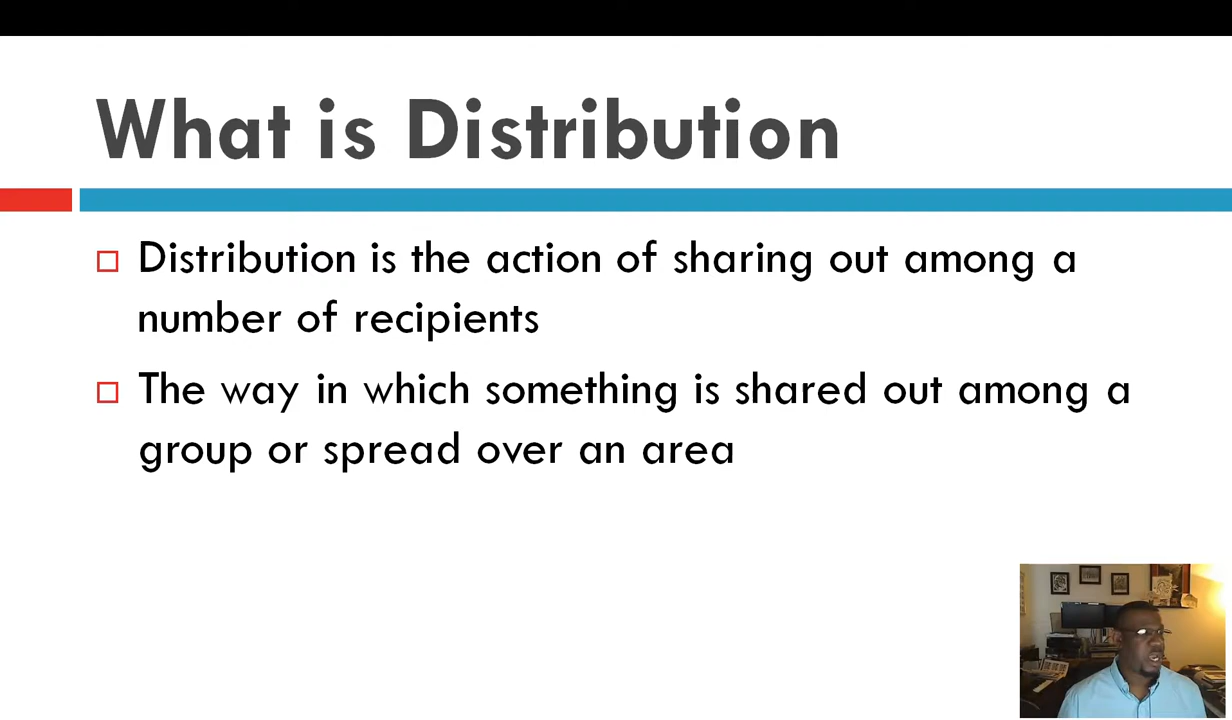 What is Distribution
Distribution is the action of sharing out among a
number of recipients
The way in which something is shared out among a
group or spread over an area